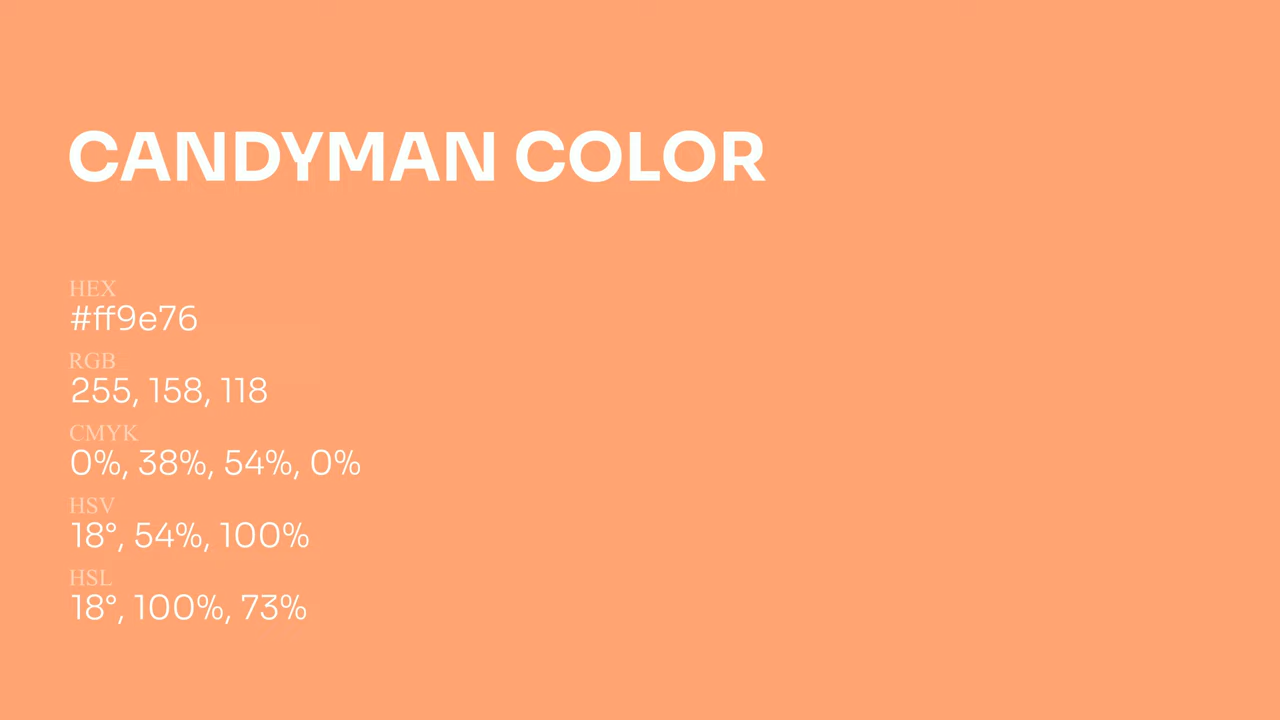 CANDYMAN COLOR
HEX
#ff9e76
RGB
255, 158, 118
CMYK
0%, 38%, 54%, 0%
HSV
18°, 54%, 100%
HSL
18°, 100%, 73%